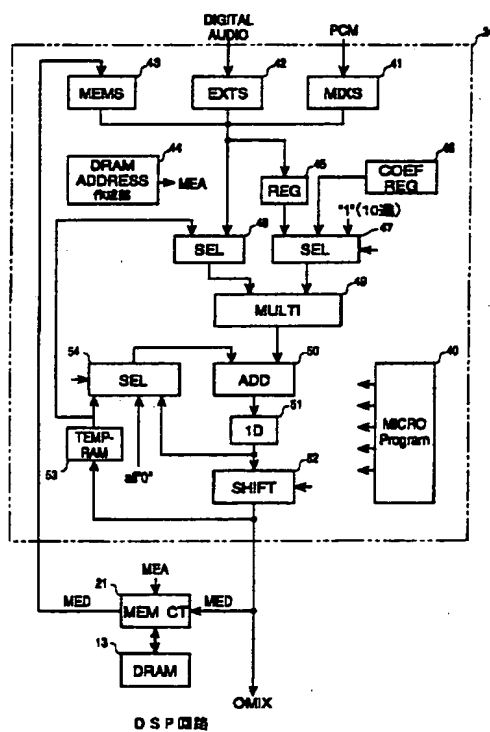 DIGITAL
AUDIO
PCM
43
42
41
MEMS
EXTS
MIXS
44
DRAM
ADDRESS
作成部
MEA
45
REG
46
COEF
REG
"1"(10進)
48
47
SEL
SEL
49
MULTI
54
50
40
SEL
ADD
51
1D
MICRO
Program
TEMP-
RAM
53
all"0"
52
SHIFT
MEA
21
MED
MEM CT
MED
13
DRAM
OMIX
DSP回路